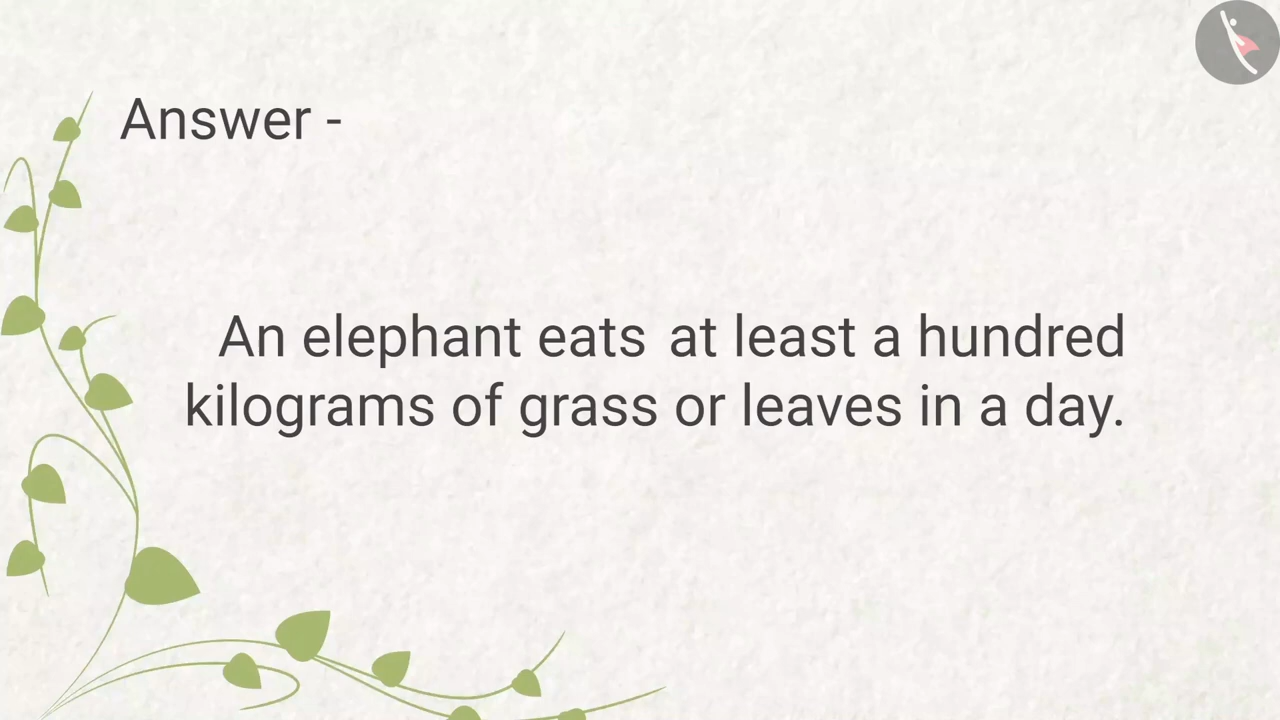 Answer -
An elephant eats at least a hundred
kilograms of grass or leaves in a day.